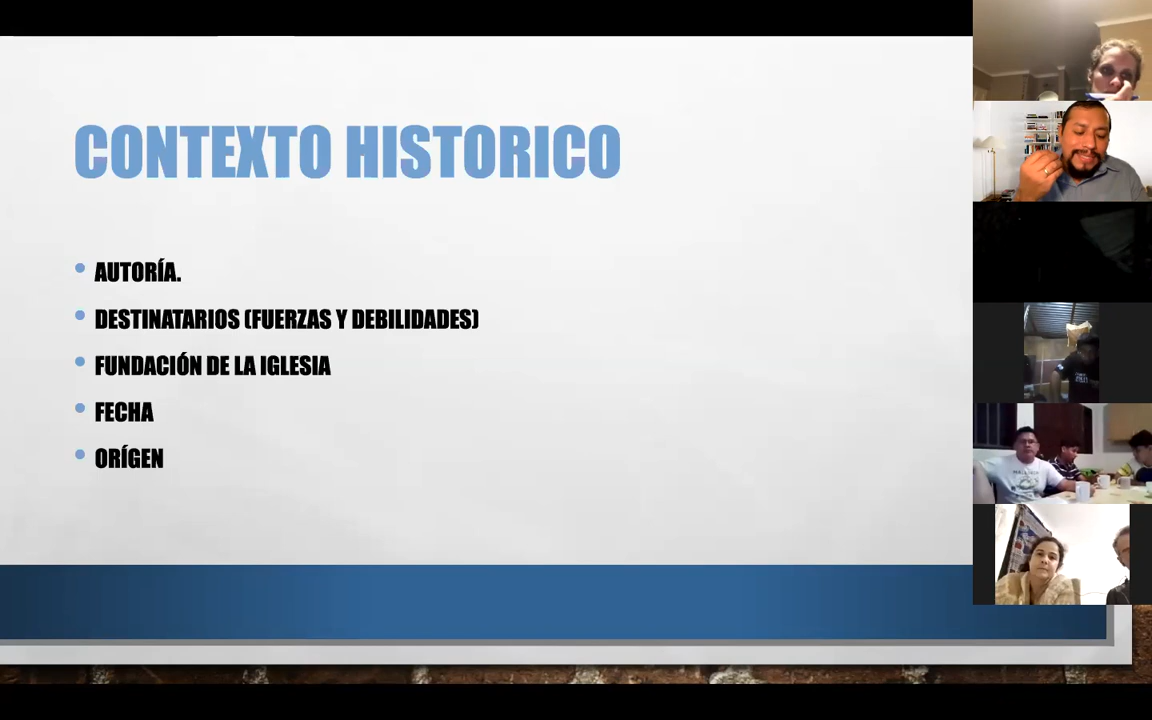 CONTEXTO HISTORICO
• AUTORÍA.
• DESTINATARIOS (FUERZAS Y DEBILIDADES)
• FUNDACIÓN DE LA IGLESIA
• FECHA
• ORÍGEN